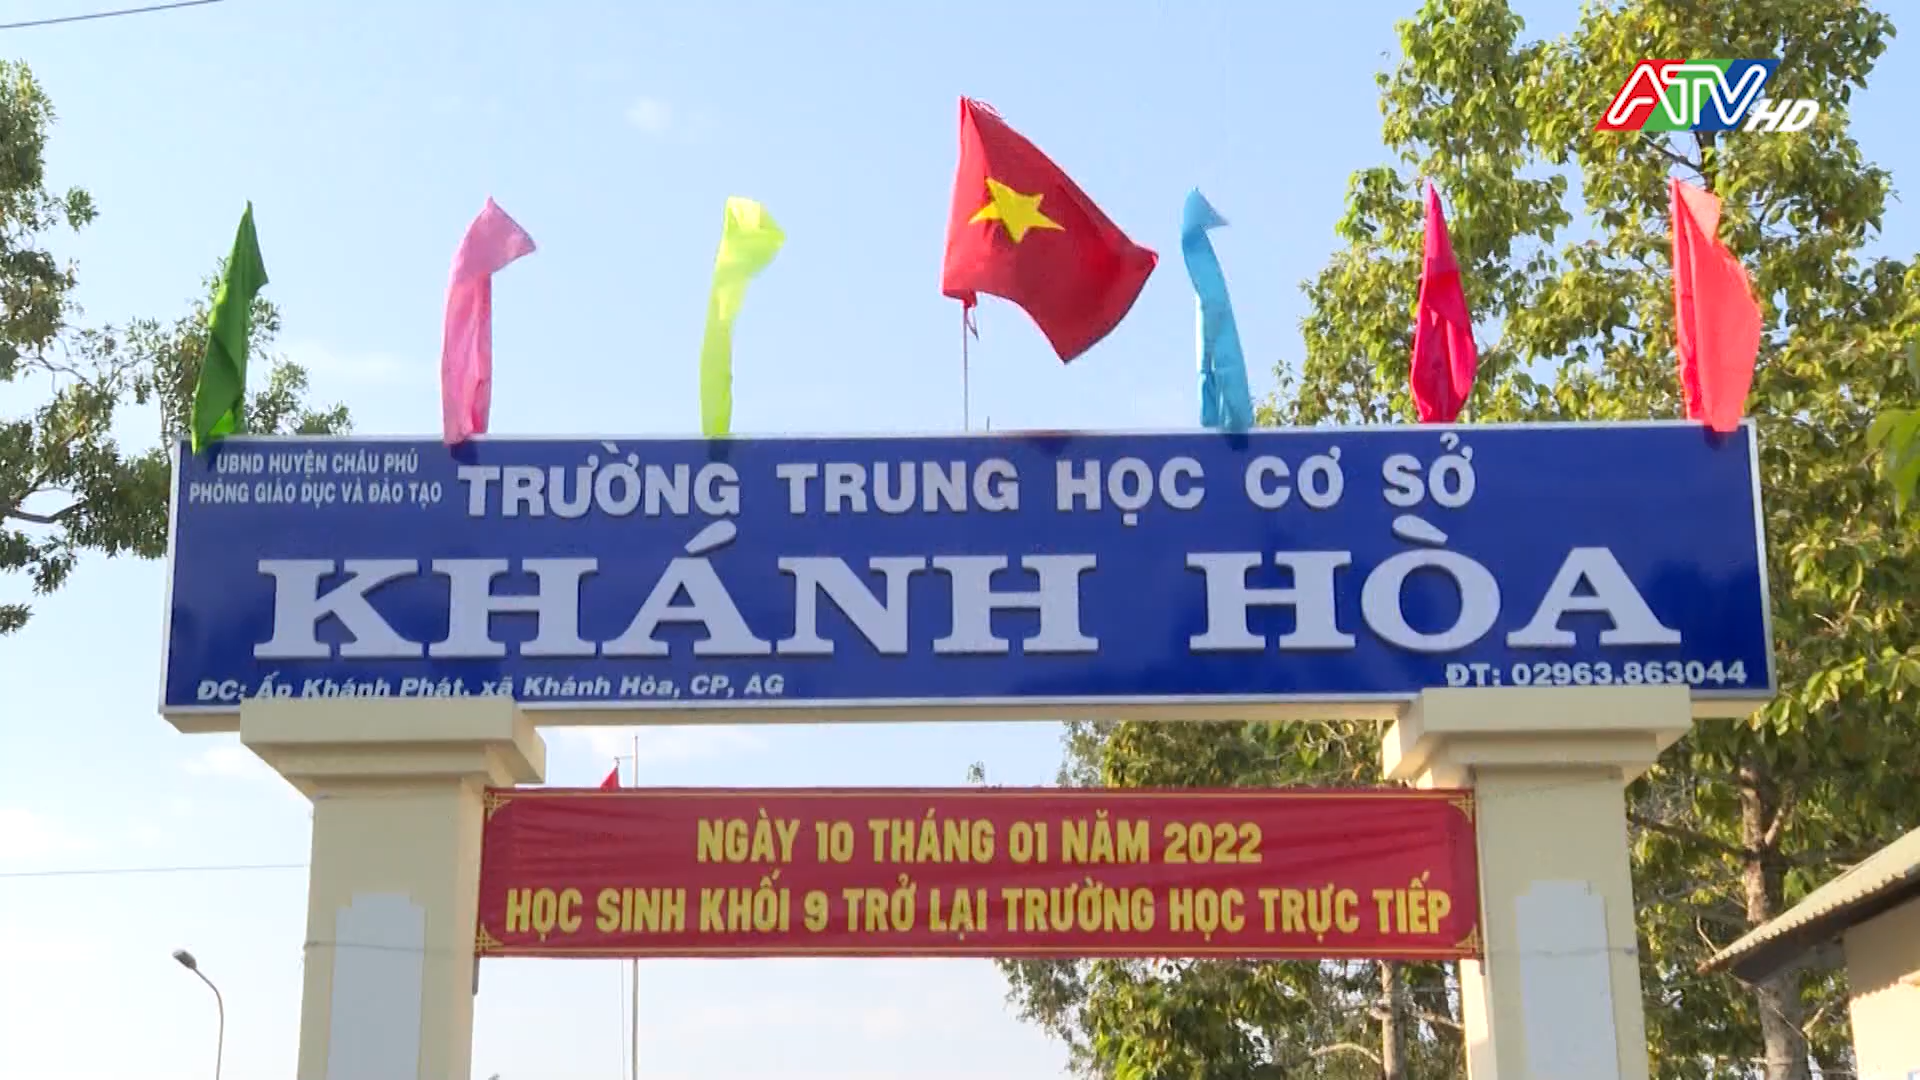 ATV HD
UBND HUYỆN CHÂU PHÚ
PHÒNG GIÁO DỤC VÀ ĐÀO TẠO
TRƯỜNG TRUNG HỌC CƠ SỞ
KHÁNH HÒA
ĐC: Ấp Khánh Phát, xã Khánh Hòa, CP, AG
ĐT: 02963.863044
NGÀY 10 THÁNG 01 NĂM 2022
HỌC SINH KHỐI 9 TRỞ LẠI TRƯỜNG HỌC TRỰC TIẾP